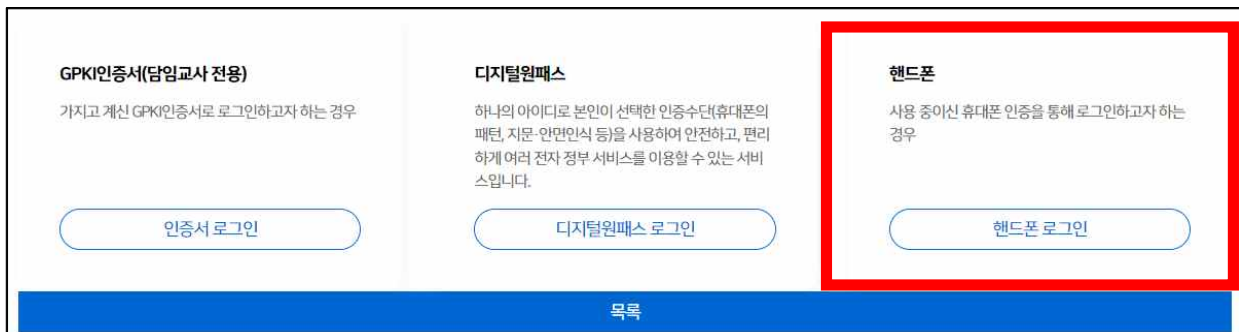 GPKI인증서(담임교사 전용)
가지고 계신 GPKI인증서로 로그인하고자 하는 경우
인증서 로그인
디지털원패스
하나의 아이디로 본인이 선택한 인증수단(휴대폰의
패턴, 지문·안면인식 등)을 사용하여 안전하고, 편리
하게 여러 전자 정부 서비스를 이용할 수 있는 서비
스입니다.
디지털원패스 로그인
핸드폰
사용 중이신 휴대폰 인증을 통해 로그인하고자 하는
경우
핸드폰 로그인
목록